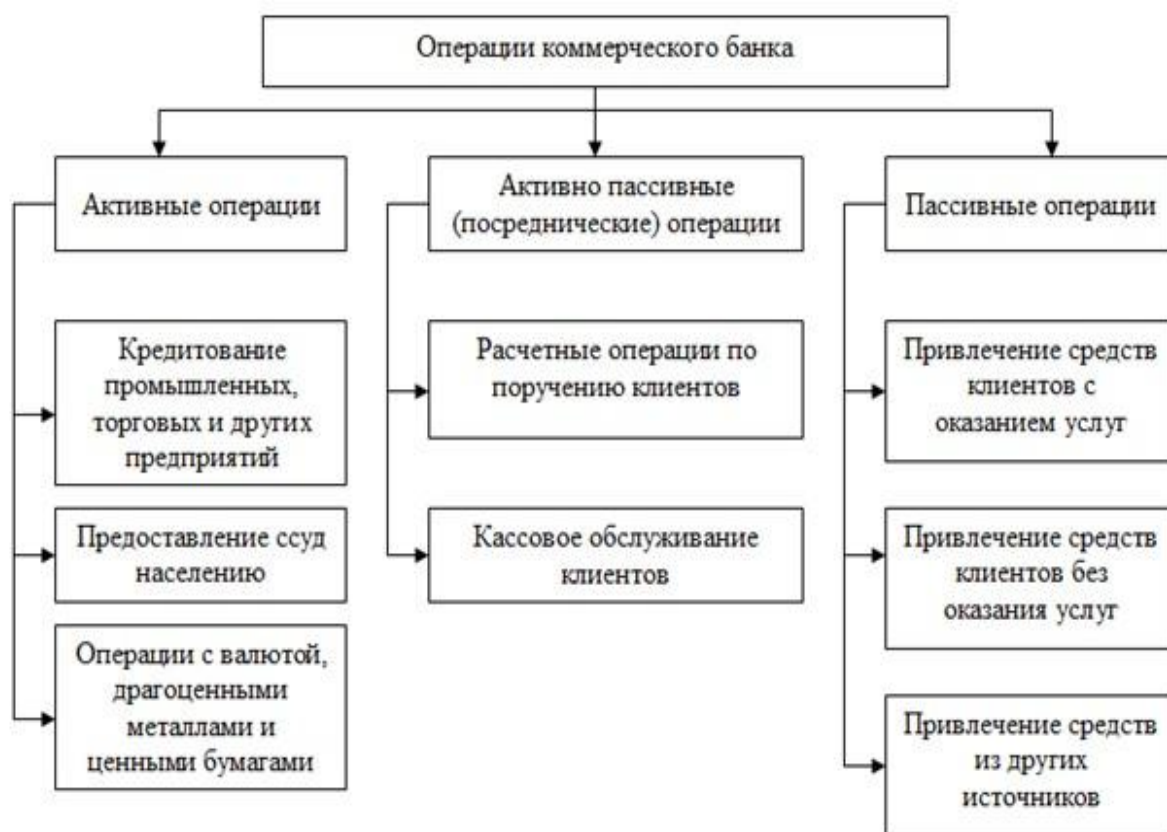 Операции коммерческого банка
Активные операции
Активно пассивные
(посреднические) операции
Пассивные операции
Кредитование
промышленных,
торговых и других
предприятий
Расчетные операции по
поручению клиентов
Привлечение средств
клиентов с
оказанием услуг
Предоставление ссуд
населению
Кассовое обслуживание
клиентов
Привлечение средств
клиентов без
оказания услуг
Операции с валютой,
драгоценными
металлами и
ценными бумагами
Привлечение средств
из других
источников